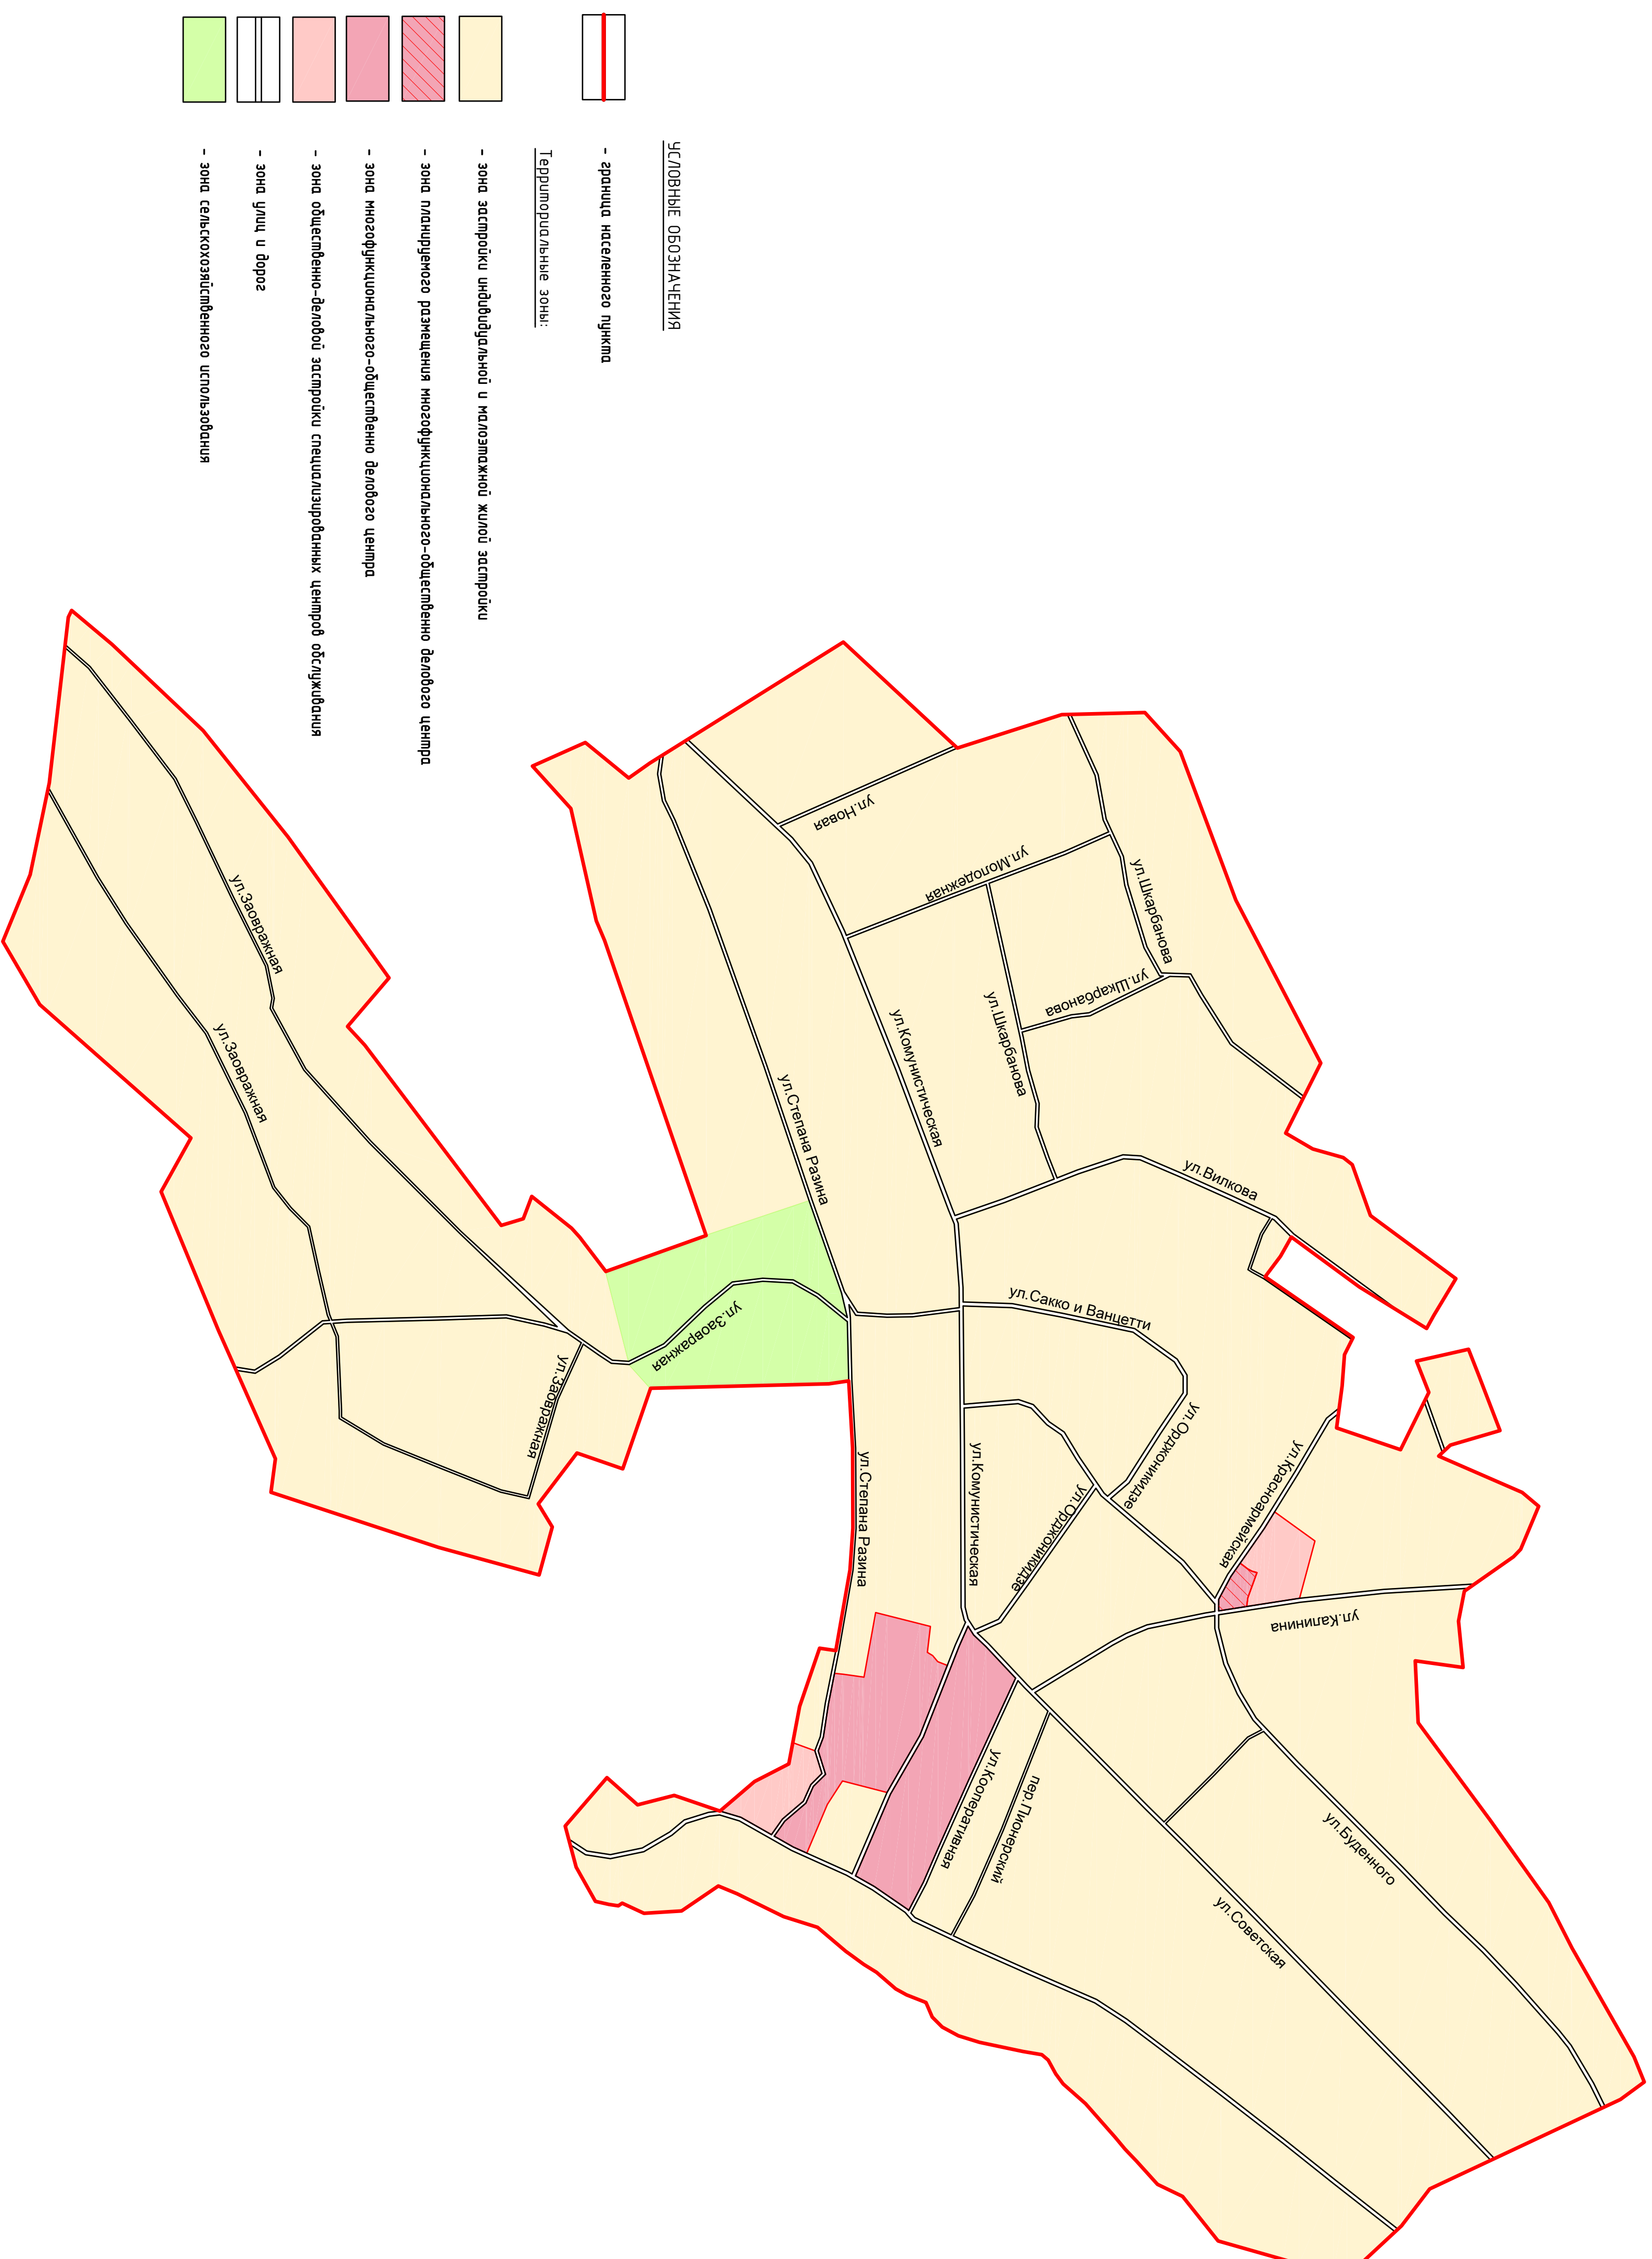 УСЛОВНЫЕ ОБОЗНАЧЕНИЯ
- граница населенного пункта
Территориальные зоны:
- зона застройки индивидуальной и малоэтажной жилой застройки
- зона планируемого размещения многофункционального-общественно делового центра
- зона многофункционального-общественно делового центра
- зона общественно-деловой застройки специализированных центров обслуживания
- зона улиц и дорог
- зона сельскохозяйственного использования
ул.Новая
ул.Молодежная
ул.Шкарбанова
ул.Шкарбанова
ул.Шкарбанова
ул.Комунистическая
ул.Степана Разина
ул.Вилкова
ул.Заовражная
ул.Заовражная
ул.Заовражная
ул.Заовражная
ул.Сакко и Ванцетти
ул.Орджоникидзе
ул.Орджоникидзе
ул.Комунистическая
ул.Степана Разина
ул.Красноармейская
ул.Калинина
ул.Кооперативная
пер.Пионерский
ул.Буденного
ул.Советская